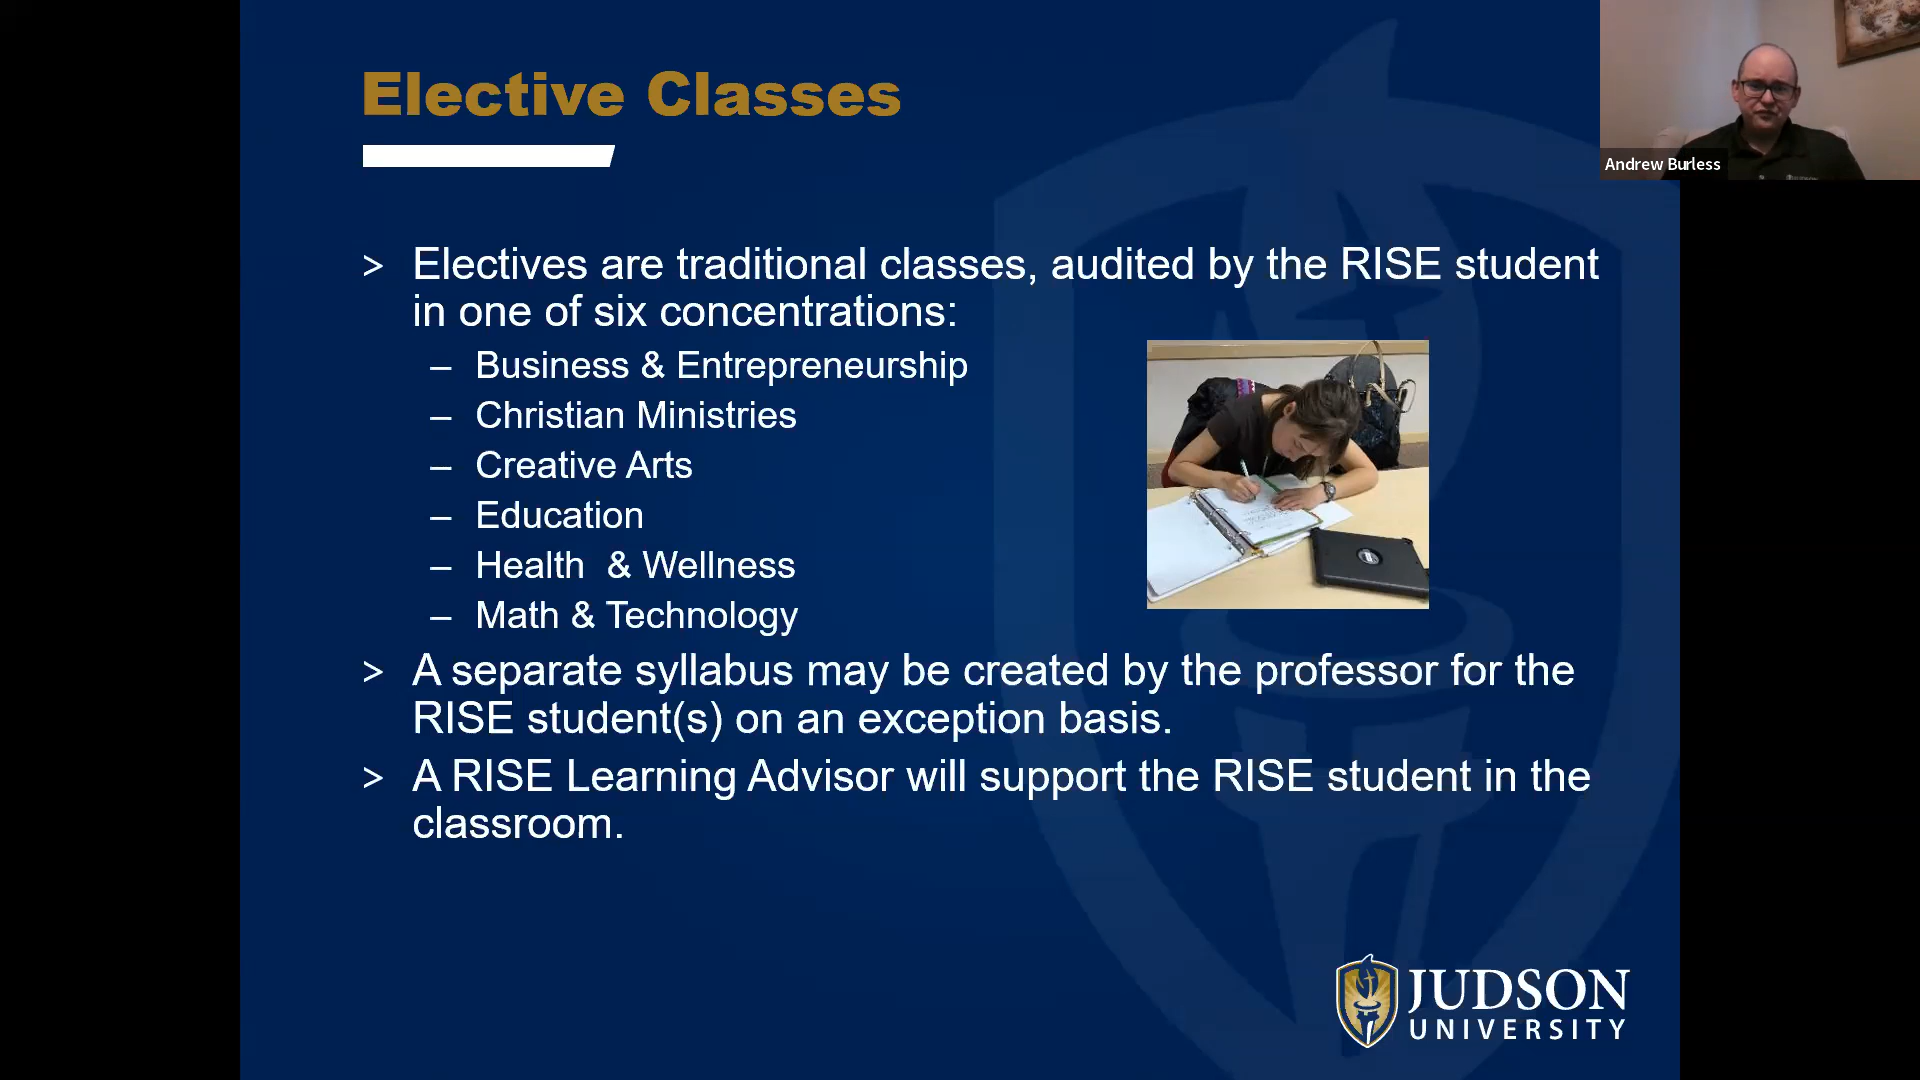 Elective Classes
Andrew Burless
> Electives are traditional classes, audited by the RISE student
in one of six concentrations:
– Business & Entrepreneurship
– Christian Ministries
– Creative Arts
– Education
– Health  & Wellness
– Math & Technology
> A separate syllabus may be created by the professor for the
RISE student(s) on an exception basis.
> A RISE Learning Advisor will support the RISE student in the
classroom.
JUDSON
UNIVERSITY